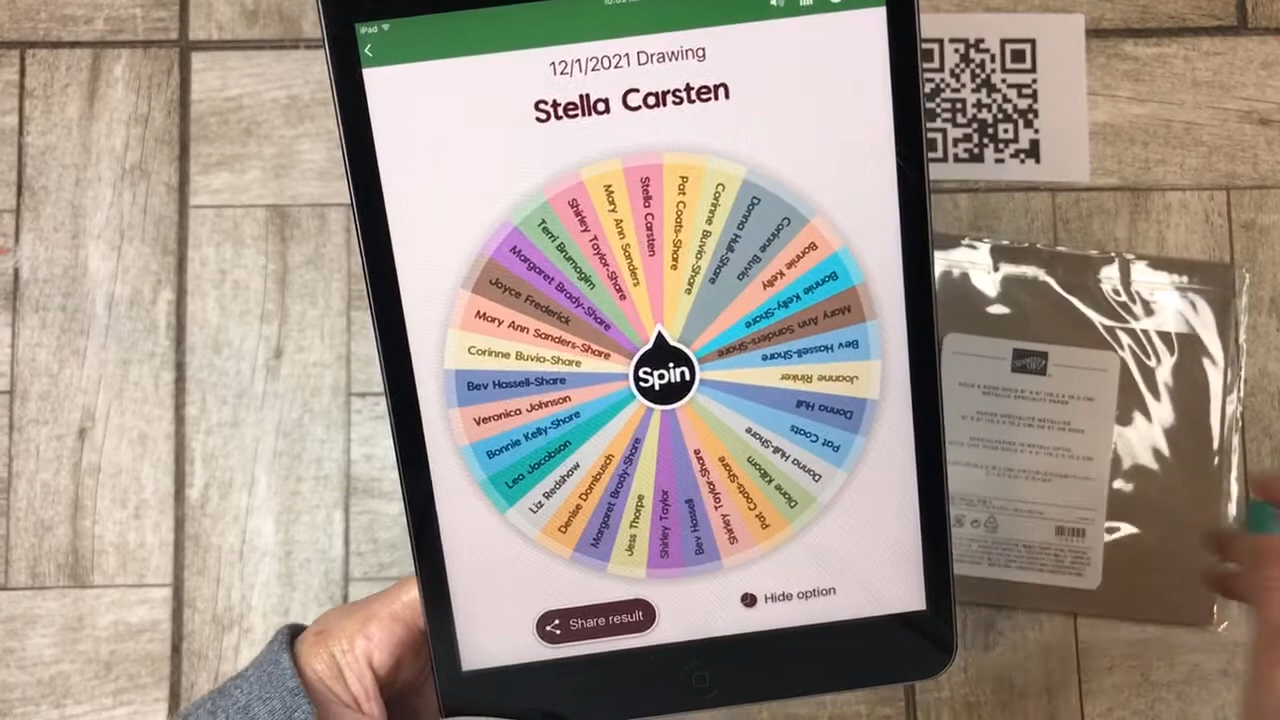 iPad
12/1/2021 Drawing
Stella Carsten
Stella Carsten
Pat Coats-Share
Corinne Buvia-Share
Donna Hull-Share
Corinne Buvia
Bonnie Kelly
Bonnie Kelly-Share
Mary Ann Sanders-Share
Bev Hassell-Share
Joanne Rinker
Donna Hull
Pat Coats
Donna Hull-Share
Diane Kilborn
Pat Coats-Share
Shirley Taylor-Share
Bev Hassell
Shirley Taylor
Jess Thorpe
Margaret Brady-Share
Denise Dornbusch
Liz Redshaw
Lea Jacobson
Bonnie Kelly-Share
Veronica Johnson
Bev Hassell-Share
Corinne Buvia-Share
Mary Ann Sanders-Share
Joyce Frederick
Margaret Brady-Share
Terri Brumagin
Shirley Taylor-Share
Mary Ann Sanders
Spin
Share result
Hide option